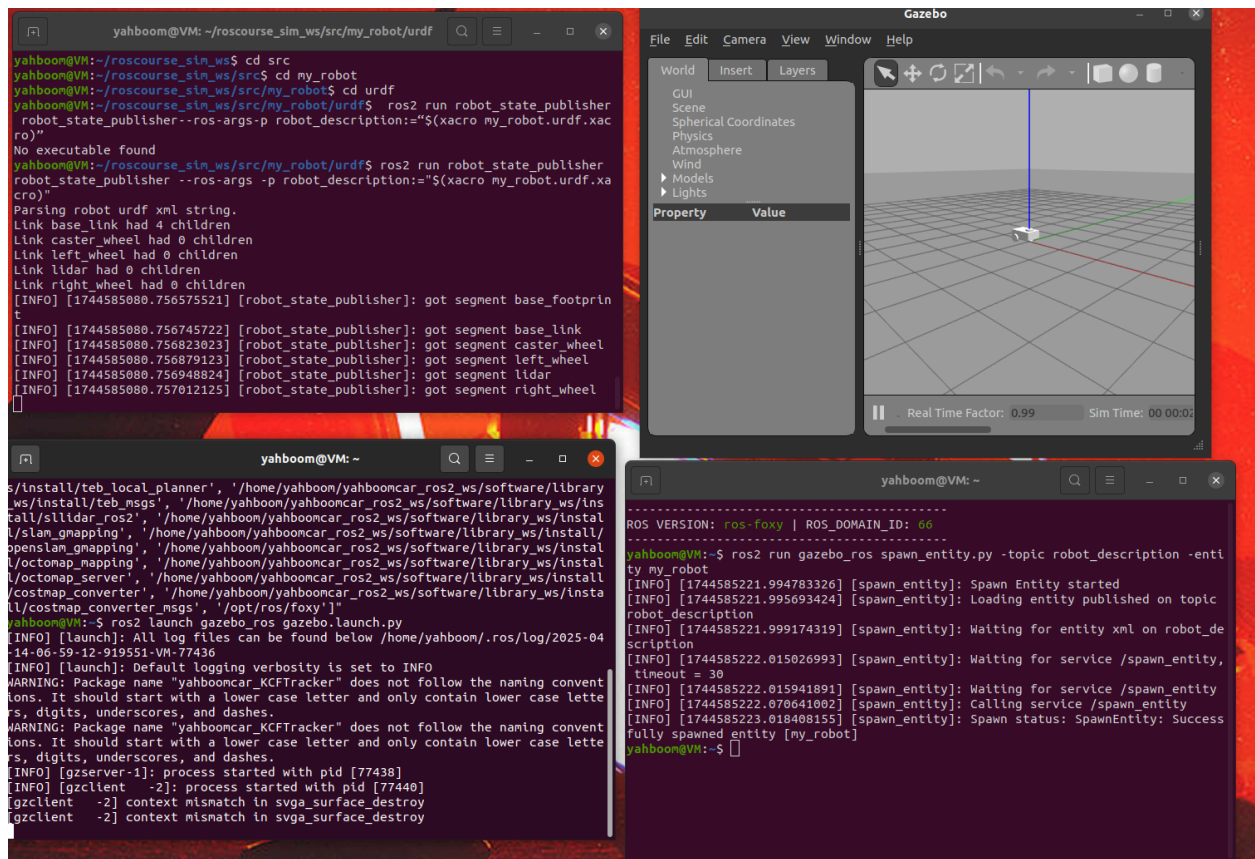 yahboom@VM: ~/roscourse_sim_ws/src/my_robot/urdf
yahboom@VM:~/roscourse_sim_ws$ cd src
yahboom@VM:~/roscourse_sim_ws/src$ cd my_robot
yahboom@VM:~/roscourse_sim_ws/src/my_robot$ cd urdf
yahboom@VM:~/roscourse_sim_ws/src/my_robot/urdf$  ros2 run robot_state_publisher
 robot_state_publisher--ros-args-p robot_description:=“$(xacro my_robot.urdf.xac
ro)”
No executable found
yahboom@VM:~/roscourse_sim_ws/src/my_robot/urdf$ ros2 run robot_state_publisher
robot_state_publisher --ros-args -p robot_description:="$(xacro my_robot.urdf.xa
cro)"
Parsing robot urdf xml string.
Link base_link had 4 children
Link caster_wheel had 0 children
Link left_wheel had 0 children
Link lidar had 0 children
Link right_wheel had 0 children
[INFO] [1744585080.756575521] [robot_state_publisher]: got segment base_footprin
t
[INFO] [1744585080.756745722] [robot_state_publisher]: got segment base_link
[INFO] [1744585080.756823023] [robot_state_publisher]: got segment caster_wheel
[INFO] [1744585080.756879123] [robot_state_publisher]: got segment left_wheel
[INFO] [1744585080.756948824] [robot_state_publisher]: got segment lidar
[INFO] [1744585080.757012125] [robot_state_publisher]: got segment right_wheel
Gazebo
File Edit Camera View Window Help
World Insert Layers
GUI
Scene
Spherical Coordinates
Physics
Atmosphere
Wind
Models
Lights
Property Value
Real Time Factor: 0.99 Sim Time: 00 00:02
yahboom@VM: ~
s/install/teb_local_planner', '/home/yahboom/yahboomcar_ros2_ws/software/library
_ws/install/teb_msgs', '/home/yahboom/yahboomcar_ros2_ws/software/library_ws/ins
tall/sllidar_ros2', '/home/yahboom/yahboomcar_ros2_ws/software/library_ws/instal
l/slam_gmapping', '/home/yahboom/yahboomcar_ros2_ws/software/library_ws/install/
openslam_gmapping', '/home/yahboom/yahboomcar_ros2_ws/software/library_ws/instal
l/octomap_mapping', '/home/yahboom/yahboomcar_ros2_ws/software/library_ws/instal
l/octomap_server', '/home/yahboom/yahboomcar_ros2_ws/software/library_ws/install
/costmap_converter', '/home/yahboom/yahboomcar_ros2_ws/software/library_ws/insta
ll/costmap_converter_msgs', '/opt/ros/foxy']"
yahboom@VM:~$ ros2 launch gazebo_ros gazebo.launch.py
[INFO] [launch]: All log files can be found below /home/yahboom/.ros/log/2025-04
-14-06-59-12-919551-VM-77436
[INFO] [launch]: Default logging verbosity is set to INFO
WARNING: Package name "yahboomcar_KCFTracker" does not follow the naming convent
ions. It should start with a lower case letter and only contain lower case lette
rs, digits, underscores, and dashes.
WARNING: Package name "yahboomcar_KCFTracker" does not follow the naming convent
ions. It should start with a lower case letter and only contain lower case lette
rs, digits, underscores, and dashes.
[INFO] [gzserver-1]: process started with pid [77438]
[INFO] [gzclient   -2]: process started with pid [77440]
[gzclient   -2] context mismatch in svga_surface_destroy
[gzclient   -2] context mismatch in svga_surface_destroy
yahboom@VM: ~
--------------------------------------------
ROS VERSION: ros-foxy | ROS_DOMAIN_ID: 66
--------------------------------------------
yahboom@VM:~$ ros2 run gazebo_ros spawn_entity.py -topic robot_description -enti
ty my_robot
[INFO] [1744585221.994783326] [spawn_entity]: Spawn Entity started
[INFO] [1744585221.995693424] [spawn_entity]: Loading entity published on topic
robot_description
[INFO] [1744585221.999174319] [spawn_entity]: Waiting for entity xml on robot_de
scription
[INFO] [1744585222.015026993] [spawn_entity]: Waiting for service /spawn_entity,
 timeout = 30
[INFO] [1744585222.015941891] [spawn_entity]: Waiting for service /spawn_entity
[INFO] [1744585222.070641002] [spawn_entity]: Calling service /spawn_entity
[INFO] [1744585223.018408155] [spawn_entity]: Spawn status: SpawnEntity: Success
fully spawned entity [my_robot]
yahboom@VM:~$